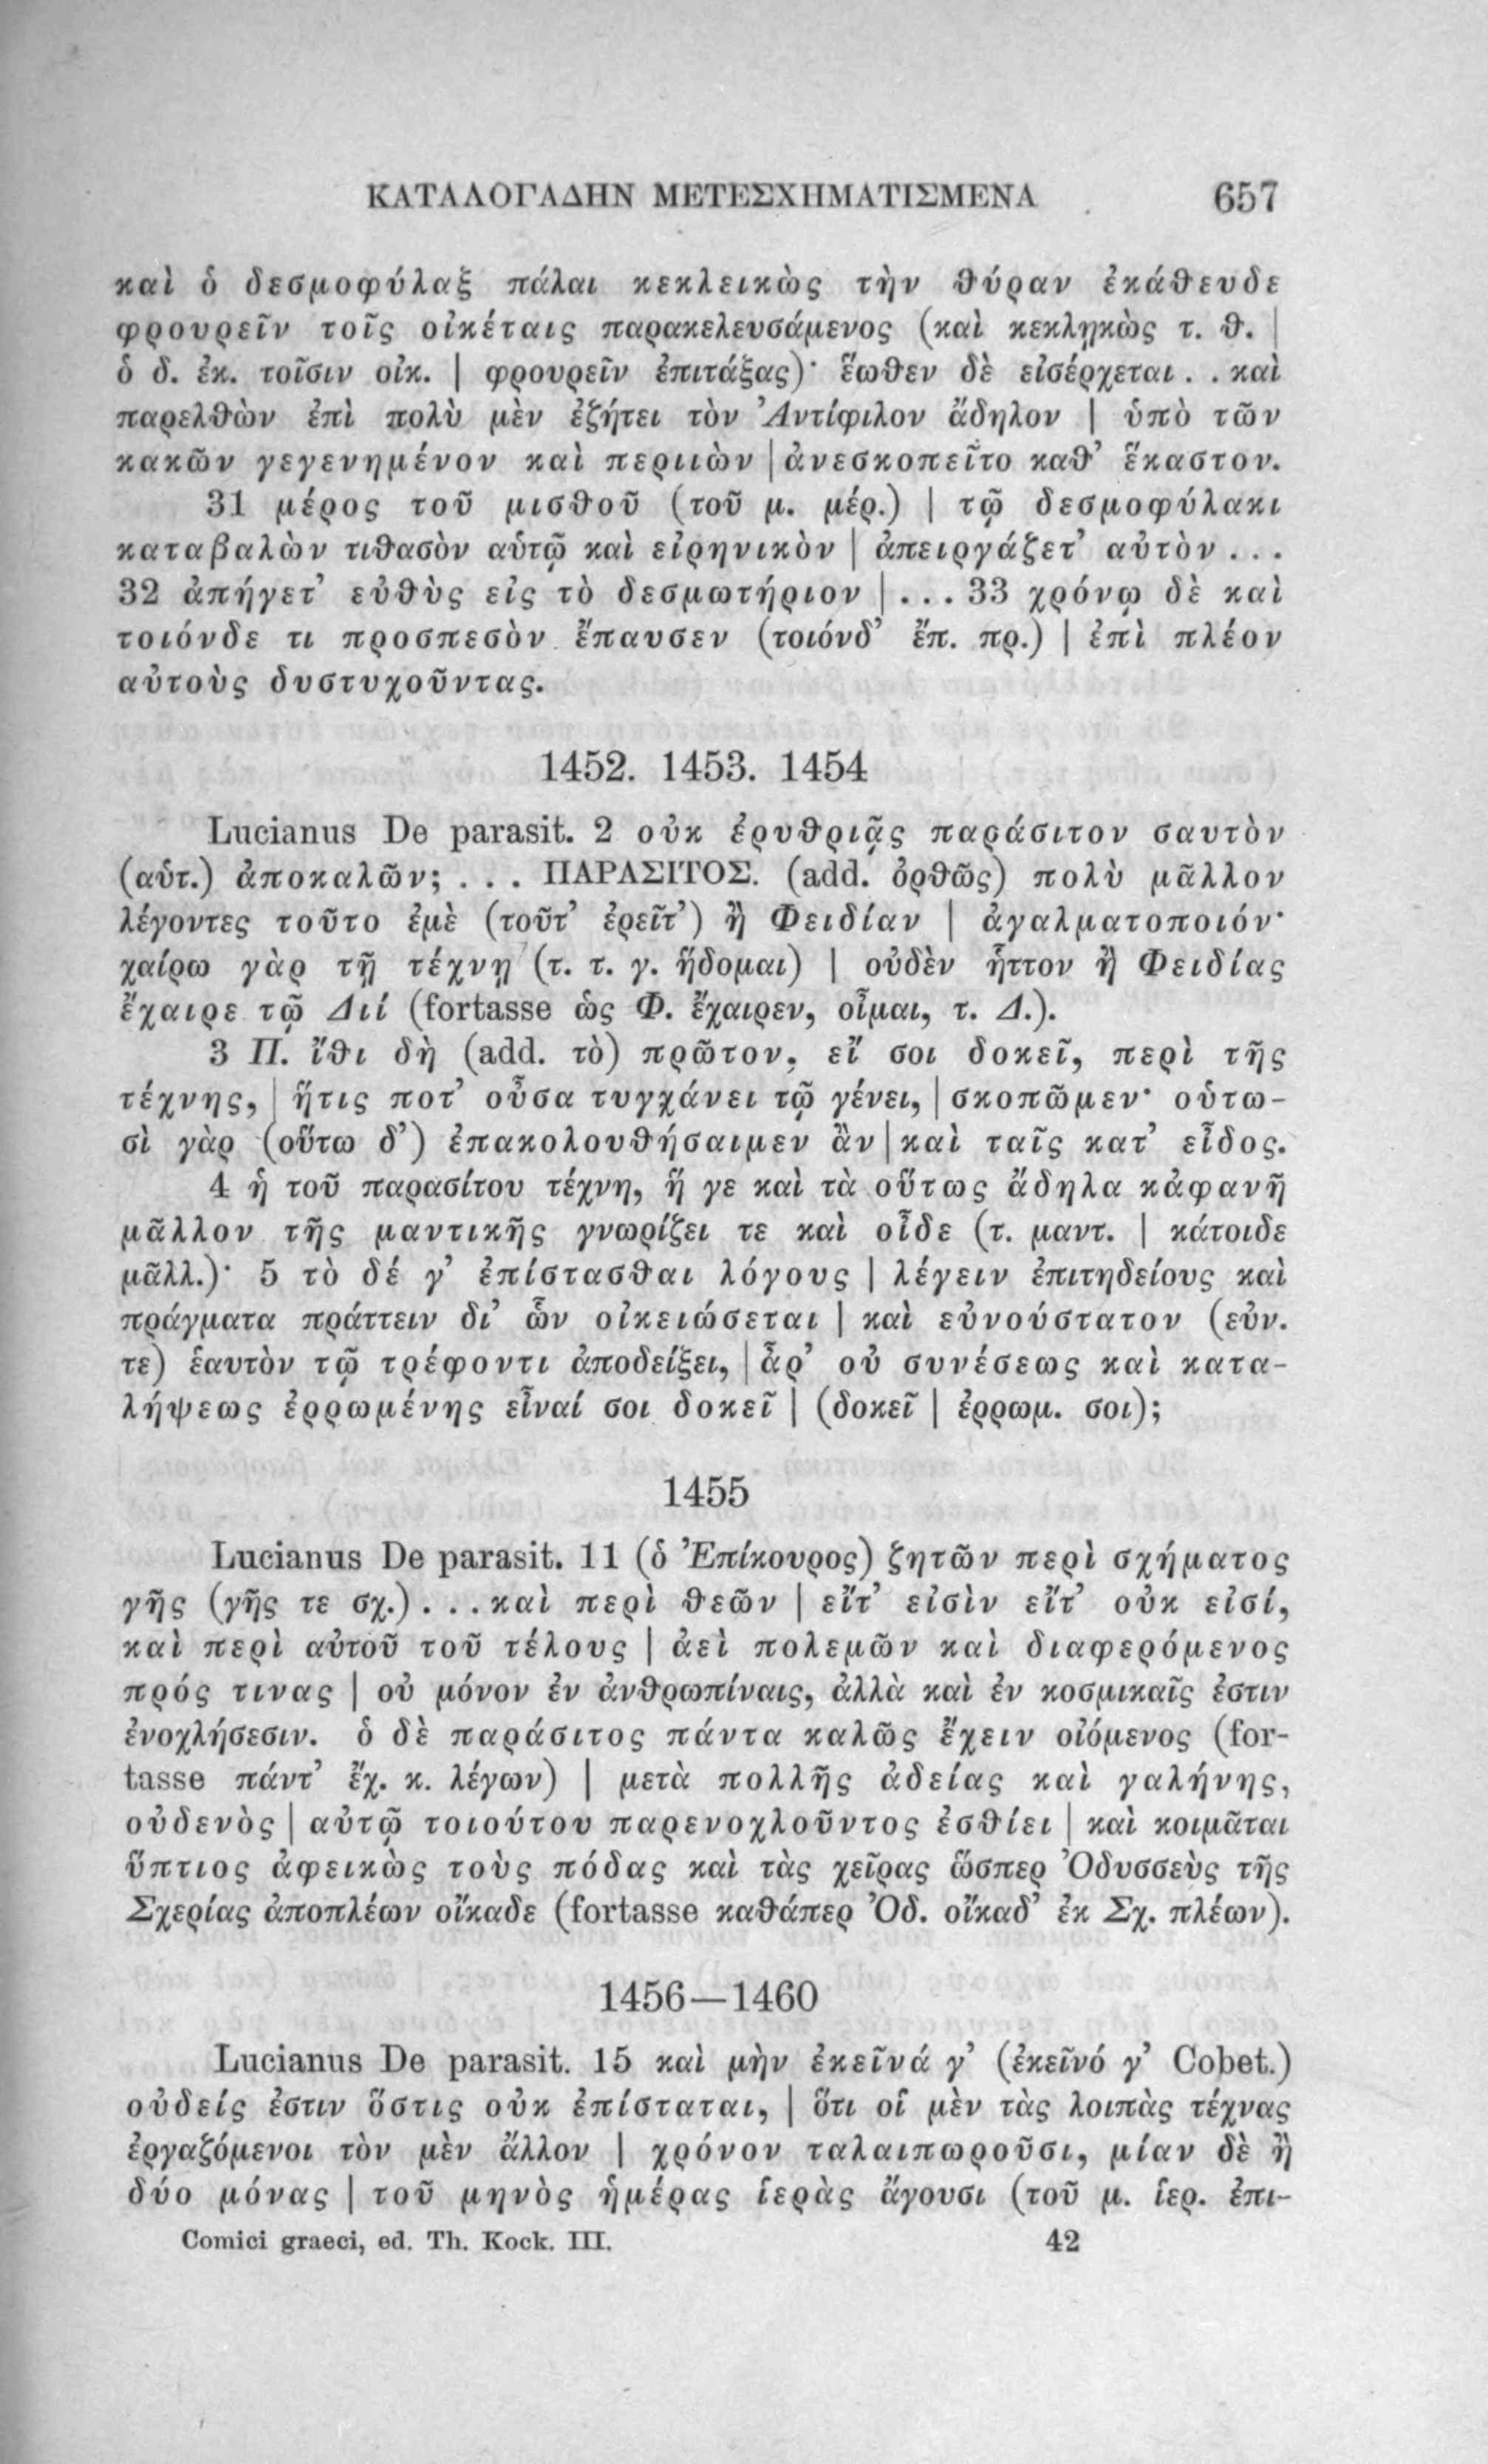 ΚΑΤΑΛΟΓΑΔΗΝ ΜΕΤΕΣΧΗΜΑΤΙΣΜΕΝΑ 657
καὶ ὁ δεσμοφύλαξ πάλαι κεκλεικὼς τὴν θύραν ἐκάθευδε
φρουρεῖν τοῖς οἰκέταις παρακελευσάμενος (καὶ κεκλῃκὼς τ. θ. |
ὁ δ. ἐκ. τοῖσιν οἰκ. | φρουρεῖν ἐπιτάξας)· ἕωθεν δὲ εἰσέρχεται . . καὶ
παρελθὼν ἐπὶ πολὺ μὲν ἐζήτει τὸν Ἀντίφιλον ἄδηλον | ὑπὸ τῶν
κακῶν γεγενημένον καὶ περιιὼν | ἀνεσκοπεῖτο καθ’ ἕκαστον.
31 μέρος τοῦ μισθοῦ (τοῦ μ. μέρ.) | τῷ δεσμοφύλακι
καταβαλὼν τιθασὸν αὑτῷ καὶ εἰρηνικὸν | ἀπειργάζετ’ αὐτὸν . . .
32 ἀπήγετ’ εὐθὺς εἰς τὸ δεσμωτήριον | . . . 33 χρόνῳ δὲ καὶ
τοιόνδε τι προσπεσὸν ἔπαυσεν (τοιόνδ’ ἔπ. πρ.) | ἐπὶ πλέον
αὐτοὺς δυστυχοῦντας.
1452. 1453. 1454
Lucianus De parasit. 2 οὐκ ἐρυθριᾷς παράσιτον σαυτὸν
(αὑτ.) ἀποκαλῶν; . . . ΠΑΡΑΣΙΤΟΣ. (add. ὀρθῶς) πολὺ μᾶλλον
λέγοντες τοῦτο ἐμὲ (τοῦτ’ ἐρεῖτ’) ἢ Φειδίαν | ἀγαλματοποιόν·
χαίρω γὰρ τῇ τέχνῃ (τ. τ. γ. ἥδομαι) | οὐδὲν ἧττον ἢ Φειδίας
ἔχαιρε τῷ Διί (fortasse ὡς Φ. ἔχαιρεν, οἶμαι, τ. Δ.).
3 Π. ἴθι δὴ (add. τὸ) πρῶτον, εἴ σοι δοκεῖ, περὶ τῆς
τέχνης, | ἥτις ποτ’ οὖσα τυγχάνει τῷ γένει, | σκοπῶμεν· οὑτω-
σὶ γὰρ (οὕτω δ’) ἐπακολουθήσαιμεν ἂν | καὶ ταῖς κατ’ εἶδος.
4 ἡ τοῦ παρασίτου τέχνη, ἥ γε καὶ τὰ οὕτως ἄδηλα κἀφανῆ
μᾶλλον τῆς μαντικῆς γνωρίζει τε καὶ οἶδε (τ. μαντ. | κάτοιδε
μᾶλλ.)· 5 τὸ δέ γ’ ἐπίστασθαι λόγους | λέγειν ἐπιτηδείους καὶ
πράγματα πράττειν δι’ ὧν οἰκειώσεται | καὶ εὐνούστατον (εὐν.
τε) ἑαυτὸν τῷ τρέφοντι ἀποδείξει, | ἆρ’ οὐ συνέσεως καὶ κατα-
λήψεως ἐρρωμένης εἶναί σοι δοκεῖ | (δοκεῖ | ἐρρωμ. σοι);
1455
Lucianus De parasit. 11 (ὁ Ἐπίκουρος) ζητῶν περὶ σχήματος
γῆς (γῆς τε σχ.) . . . καὶ περὶ θεῶν | εἴτ’ εἰσὶν εἴτ’ οὐκ εἰσί,
καὶ περὶ αὐτοῦ τοῦ τέλους | ἀεὶ πολεμῶν καὶ διαφερόμενος
πρός τινας | οὐ μόνον ἐν ἀνθρωπίναις, ἀλλὰ καὶ ἐν κοσμικαῖς ἐστιν
ἐνοχλήσεσιν. ὁ δὲ παράσιτος πάντα καλῶς ἔχειν οἰόμενος (for-
tasse πάντ’ ἔχ. κ. λέγων) | μετὰ πολλῆς ἀδείας καὶ γαλήνης,
οὐδενὸς | αὐτῷ τοιούτου παρενοχλοῦντος ἐσθίει | καὶ κοιμᾶται
ὕπτιος ἀφεικὼς τοὺς πόδας καὶ τὰς χεῖρας ὥσπερ Ὀδυσσεὺς τῆς
Σχερίας ἀποπλέων οἴκαδε (fortasse καθάπερ Ὀδ. οἴκαδ’ ἐκ Σχ. πλέων).
1456—1460
Lucianus De parasit. 15 καὶ μὴν ἐκεῖνά γ’ (ἐκεῖνό γ’ Cobet.)
οὐδείς ἐστιν ὅστις οὐκ ἐπίσταται, | ὅτι οἱ μὲν τὰς λοιπὰς τέχνας
ἐργαζόμενοι τὸν μὲν ἄλλον | χρόνον ταλαιπωροῦσι, μίαν δὲ ἢ
δύο μόνας | τοῦ μηνὸς ἡμέρας ἱερὰς ἄγουσι (τοῦ μ. ἱερ. ἐπι-
Comici graeci, ed. Th. Kock. III. 42